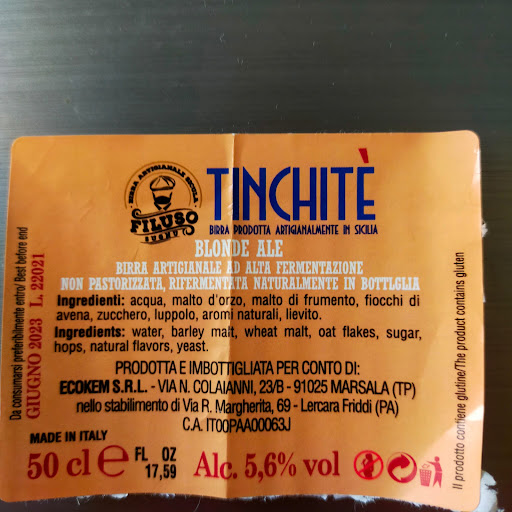 BIRRA ARTIGIANALE SICULA
FILUSO
SUGNU
TINCHITÈ
BIRRA PRODOTTA ARTIGIANALMENTE IN SICILIA
BLONDE ALE
BIRRA ARTIGIANALE AD ALTA FERMENTAZIONE
NON PASTORIZZATA, RIFERMENTATA NATURALMENTE IN BOTTLGLIA
Ingredienti: acqua, malto d'orzo, malto di frumento, fiocchi di
avena, zucchero, luppolo, aromi naturali, lievito.
Ingredients: water, barley malt, wheat malt, oat flakes, sugar,
hops, natural flavors, yeast.
PRODOTTA E IMBOTTIGLIATA PER CONTO DI:
ECOKEM S.R.L. - VIA N. COLAIANNI, 23/B - 91025 MARSALA (TP)
nello stabilimento di Via R. Margherita, 69 - Lercara Friddi (PA)
C.A. IT00PAA00063J
MADE IN ITALY
50 cl e FL OZ
17,59
Alc. 5,6% vol
Da consumarsi preferibilmente entro/ Best before end
GIUGNO 2023 L. 22021
Il prodotto contiene glutine/The product contains gluten